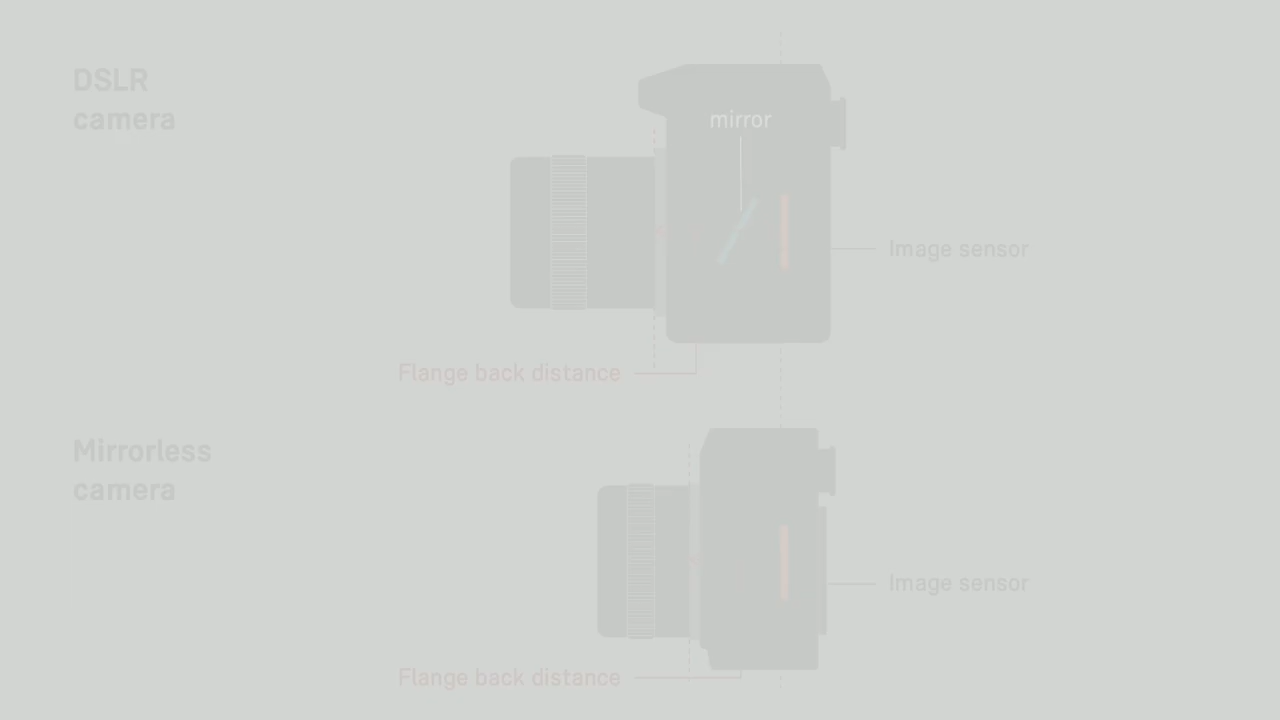 DSLR
camera
mirror
Image sensor
Flange back distance
Mirrorless
camera
Image sensor
Flange back distance